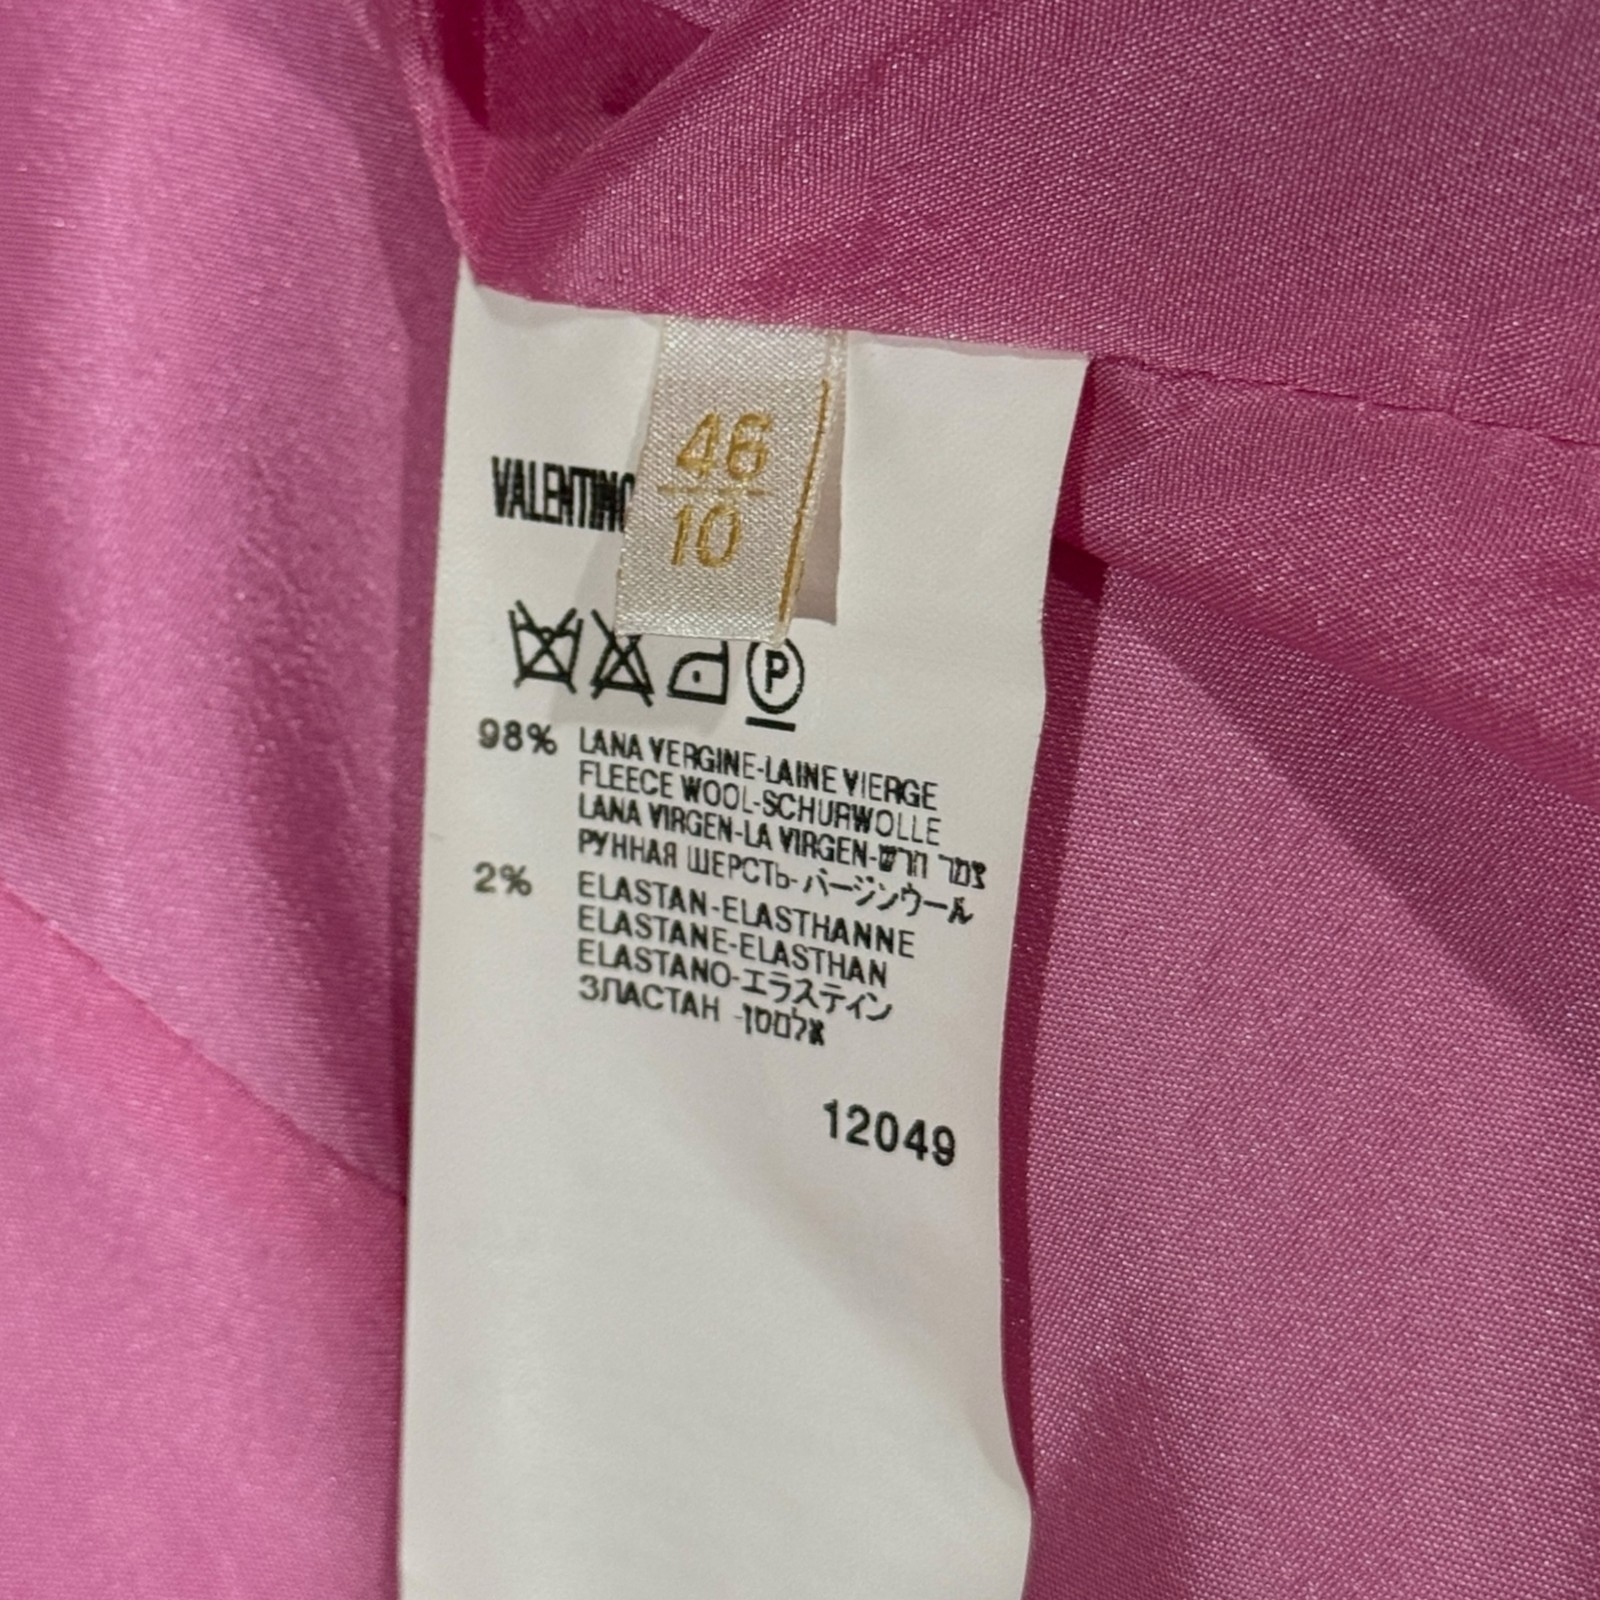 46
10
VALENTINO
P
98% LANA VERGINE-LAINE VIERGE
FLEECE WOOL-SCHURWOLLE
LANA VIRGEN-LA VIRGEN-צמר חדש
РУННАЯ ШЕРСТЬ-バージンウール
2% ELASTAN-ELASTHANNE
ELASTANE-ELASTHAN
ELASTANO-エラスティン
ЗЛАСТАН -אלסטן
12049